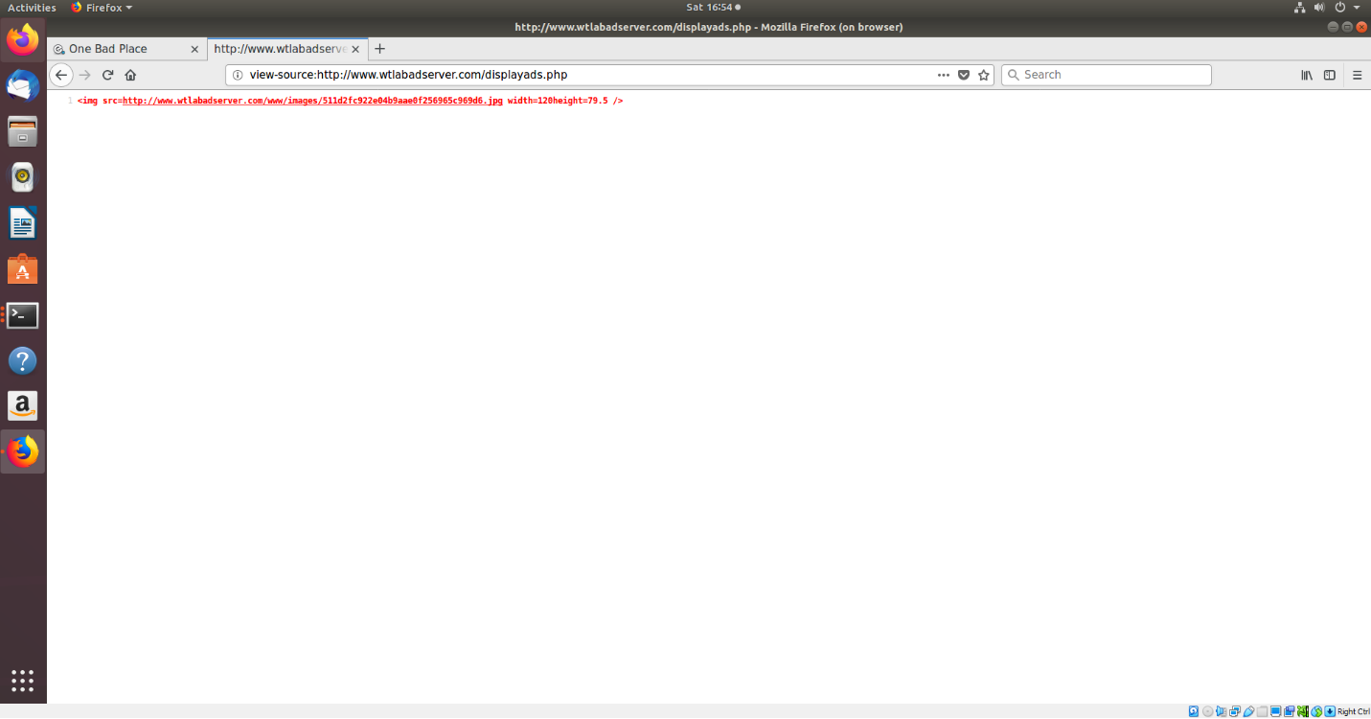 Activities Firefox Sat 16:54
http://www.wtlabadserver.com/displayads.php - Mozilla Firefox (on browser)
One Bad Place http://www.wtlabadserve
view-source:http://www.wtlabadserver.com/displayads.php Search
1 <img src=http://www.wtlabadserver.com/www/images/511d2fc922e04b9aae0f256965c969d6.jpg width=120height=79.5 />
Right Ctrl